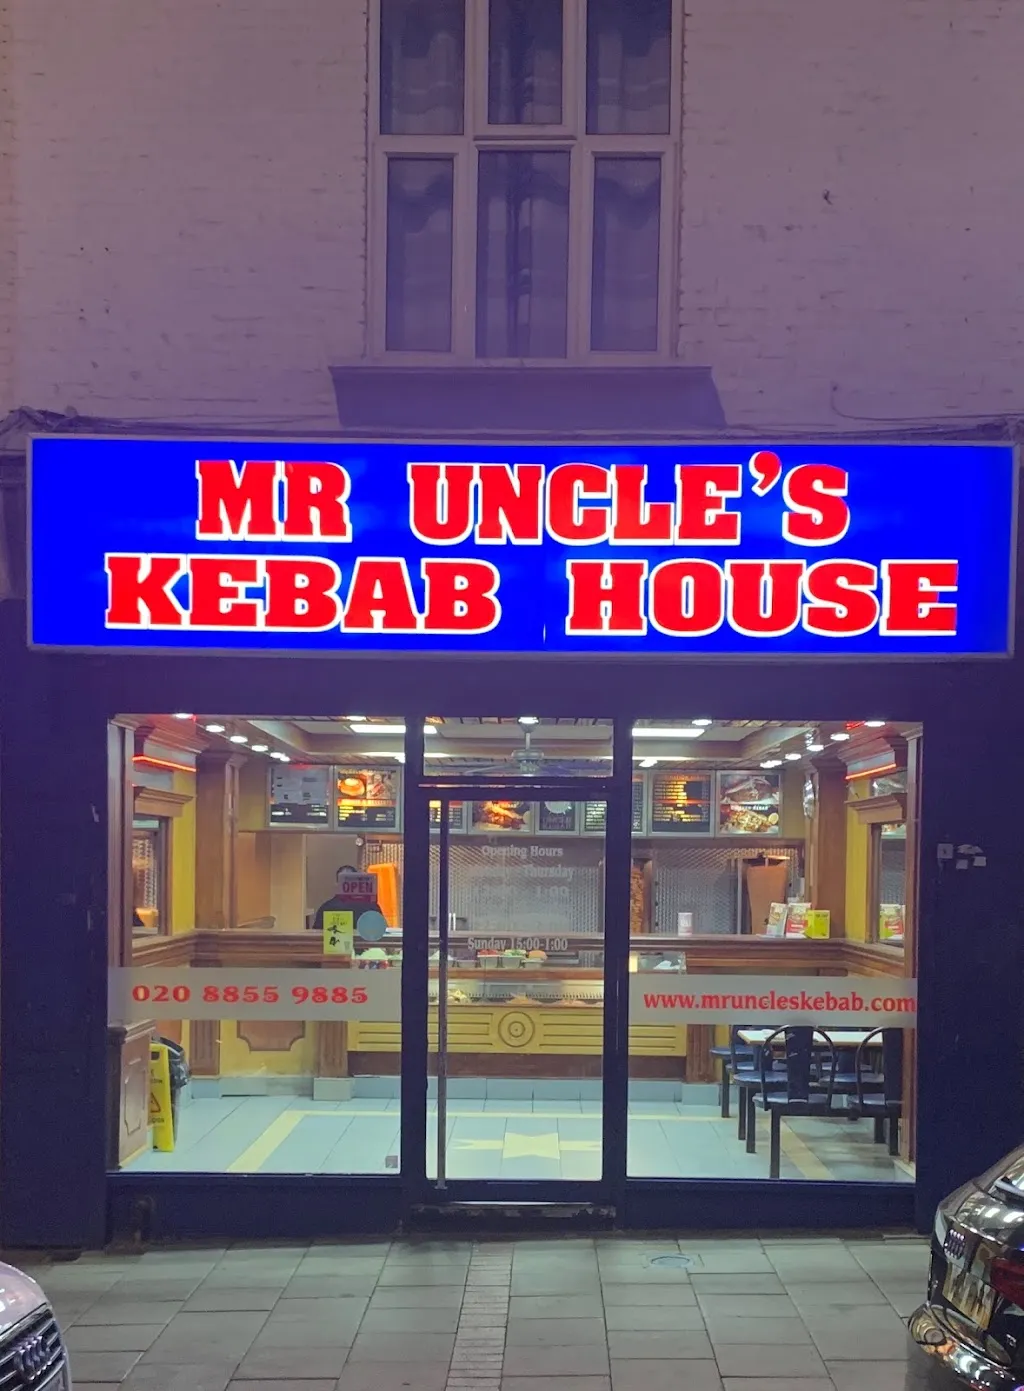 MR UNCLE'S
KEBAB HOUSE
OPEN
Opening Hours
Thursday
Sunday 15:00-1:00
020 8855 9885
www.mruncleskebab.com